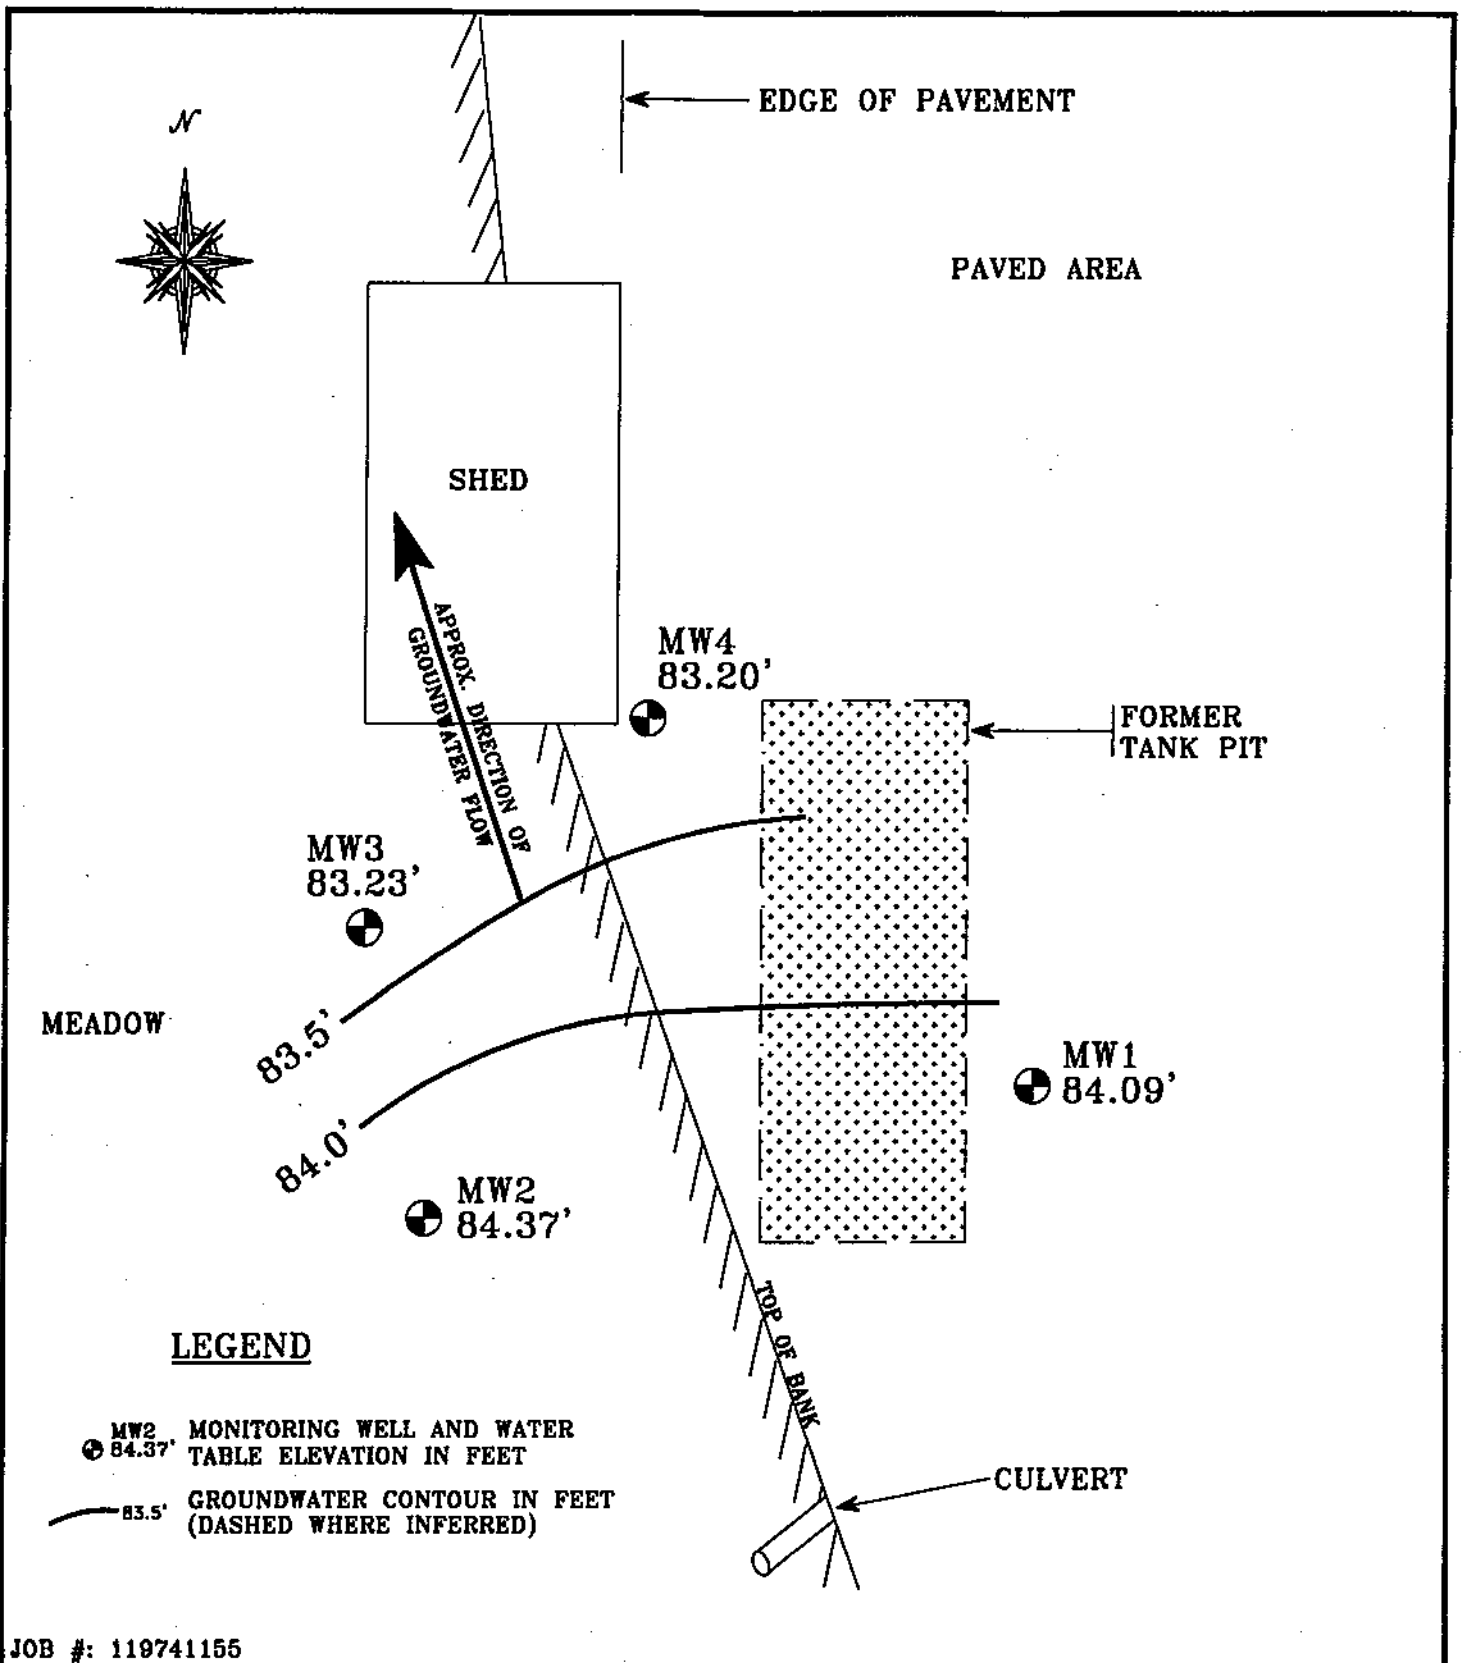 EDGE OF PAVEMENT
N
PAVED AREA
SHED
APPROX. DIRECTION OF
GROUNDWATER FLOW
MW4
83.20'
FORMER
TANK PIT
MW3
83.23'
MEADOW
83.5'
MW1
84.09'
84.0'
MW2
84.37'
TOP OF BANK
LEGEND
MW2
84.37'
MONITORING WELL AND WATER
TABLE ELEVATION IN FEET
CULVERT
83.5'
GROUNDWATER CONTOUR IN FEET
(DASHED WHERE INFERRED)
JOB #: 119741155